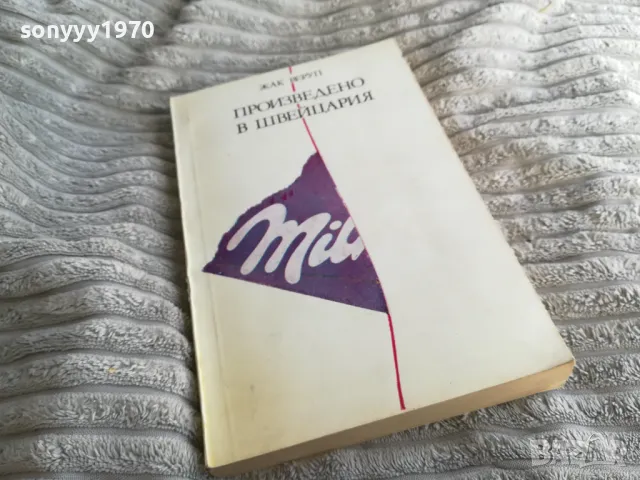 sonyyy1970
ЖАК
ПРОИЗВЕДЕНО
В ШВЕЙЦАРИЯ
Mil